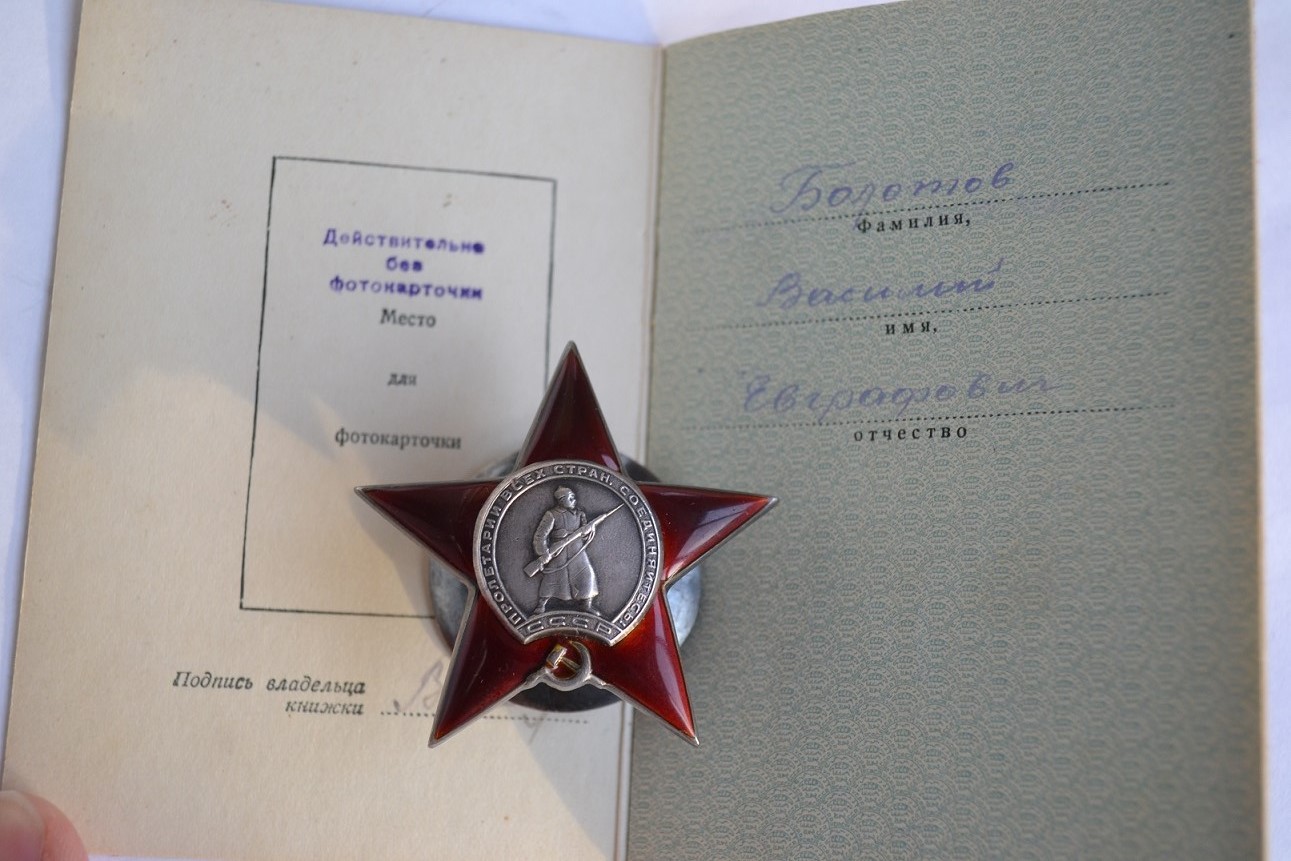 Действительно
без
фотокарточки
Место
для
фотокарточки
Подпись владельца
книжки
ПРОЛЕТАРИИ ВСЕХ СТРАН, СОЕДИНЯЙТЕСЬ!
СССР
Болотов
фамилия,
Василий
имя,
Евграфович
отчество